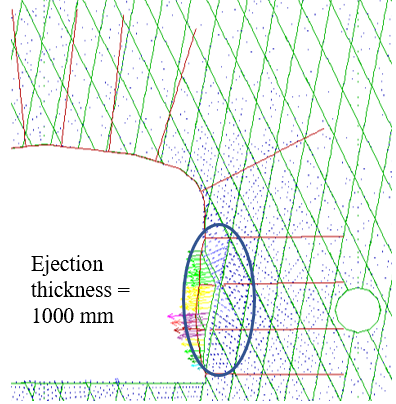 Ejection
thickness =
1000 mm